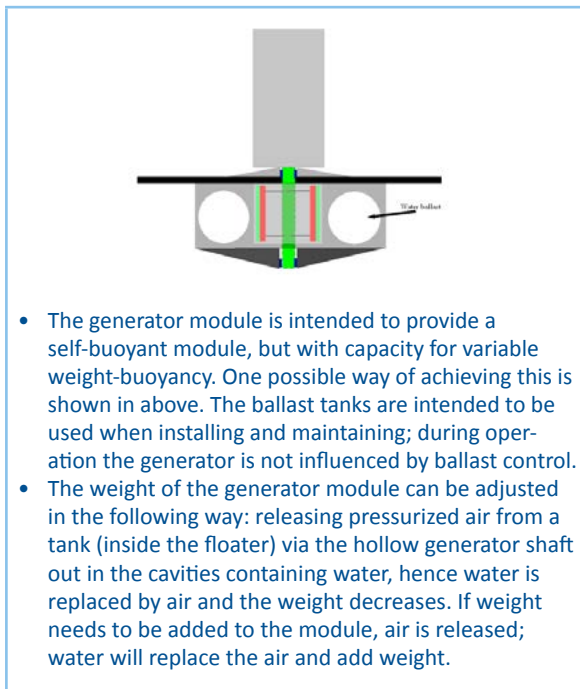 Water ballast
• The generator module is intended to provide a
self-buoyant module, but with capacity for variable
weight-buoyancy. One possible way of achieving this is
shown in above. The ballast tanks are intended to be
used when installing and maintaining; during oper-
ation the generator is not influenced by ballast control.
• The weight of the generator module can be adjusted
in the following way: releasing pressurized air from a
tank (inside the floater) via the hollow generator shaft
out in the cavities containing water, hence water is
replaced by air and the weight decreases. If weight
needs to be added to the module, air is released;
water will replace the air and add weight.